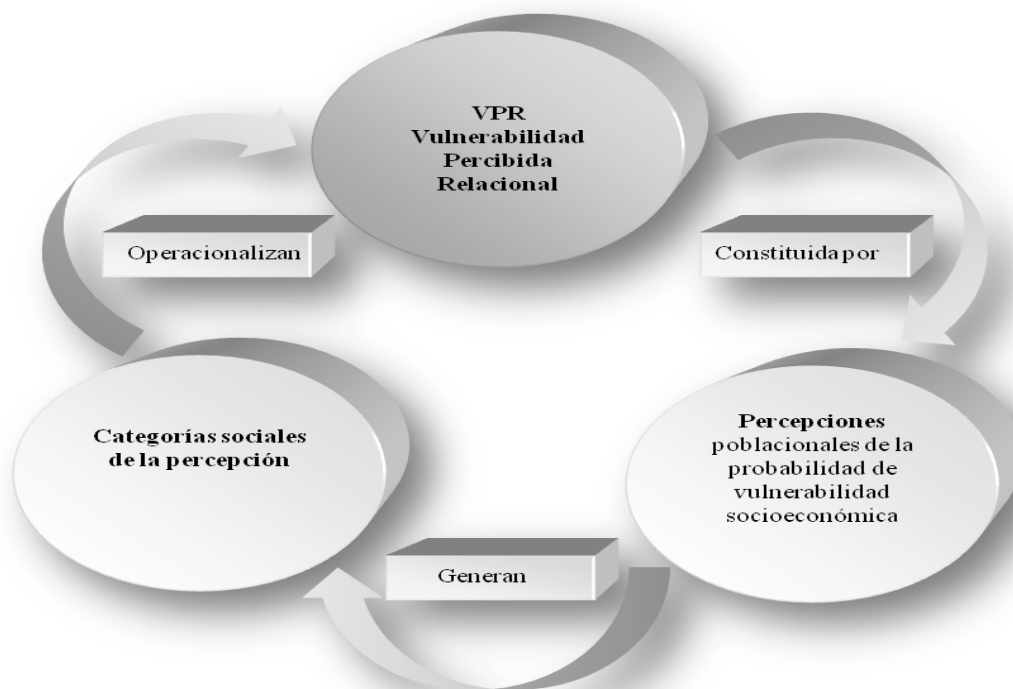 VPR
Vulnerabilidad
Percibida
Relacional
Operacionalizan
Constituida por
Categorías sociales
de la percepción
Percepciones
poblacionales de la
probabilidad de
vulnerabilidad
socioeconómica
Generan